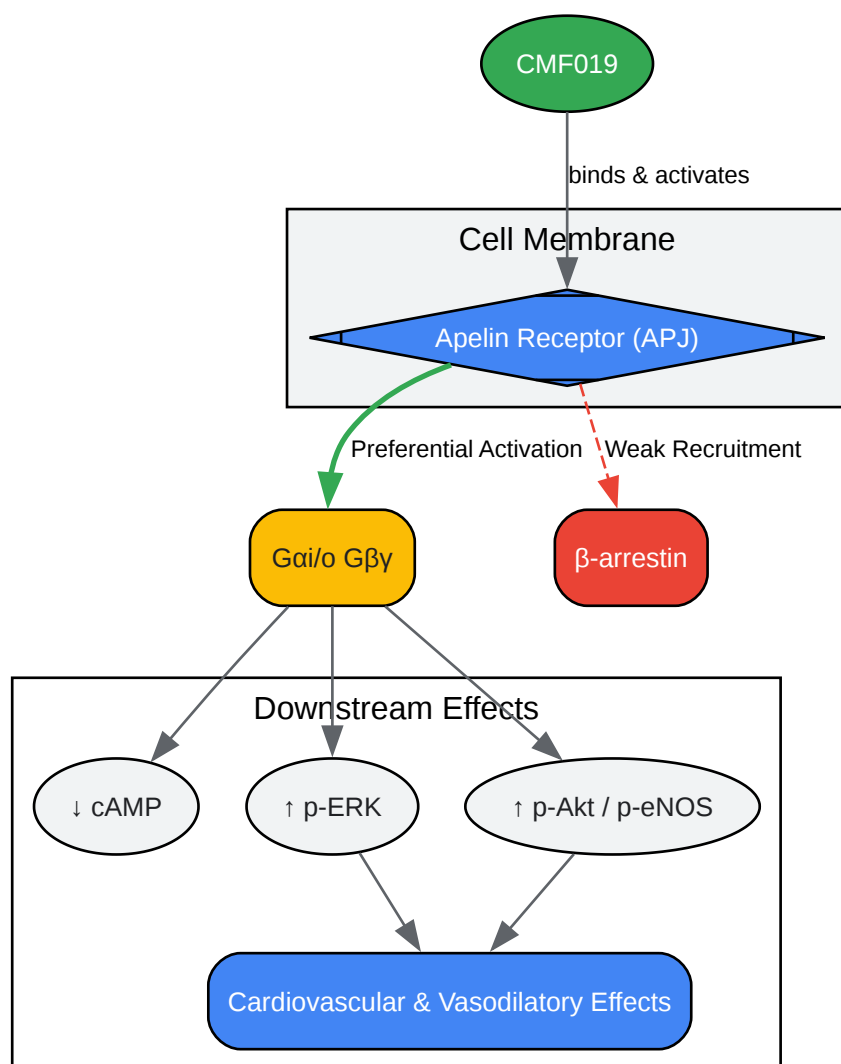 CMF019
binds & activates
Cell Membrane
Apelin Receptor (APJ)
Preferential Activation
Weak Recruitment
Gαi/o Gβγ
β-arrestin
Downstream Effects
↓ cAMP
↑ p-ERK
↑ p-Akt / p-eNOS
Cardiovascular & Vasodilatory Effects